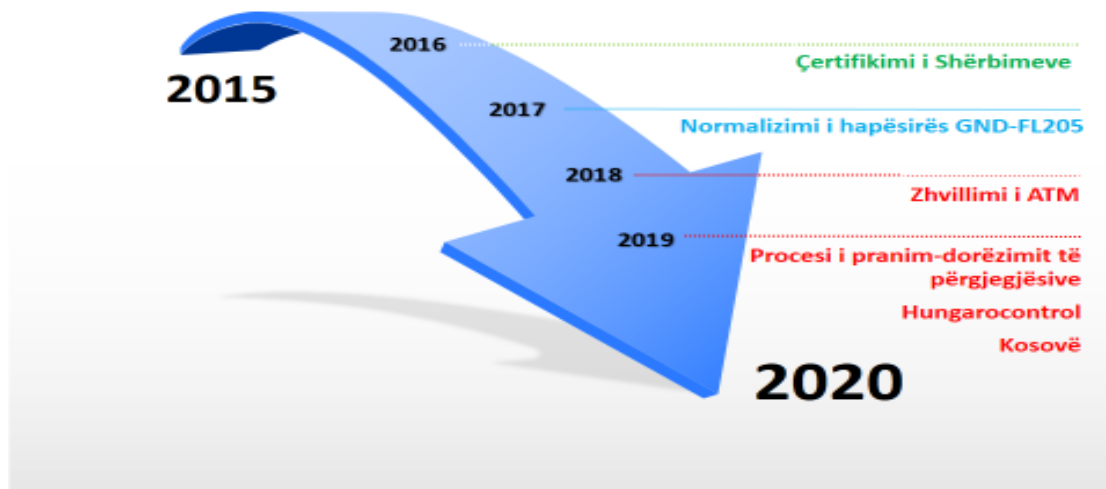 2015
2016
Çertifikimi i Shërbimeve
2017
Normalizimi i hapësirës GND-FL205
2018
Zhvillimi i ATM
2019
Procesi i pranim-dorëzimit të
përgjegjësive
Hungarocontrol
Kosovë
2020